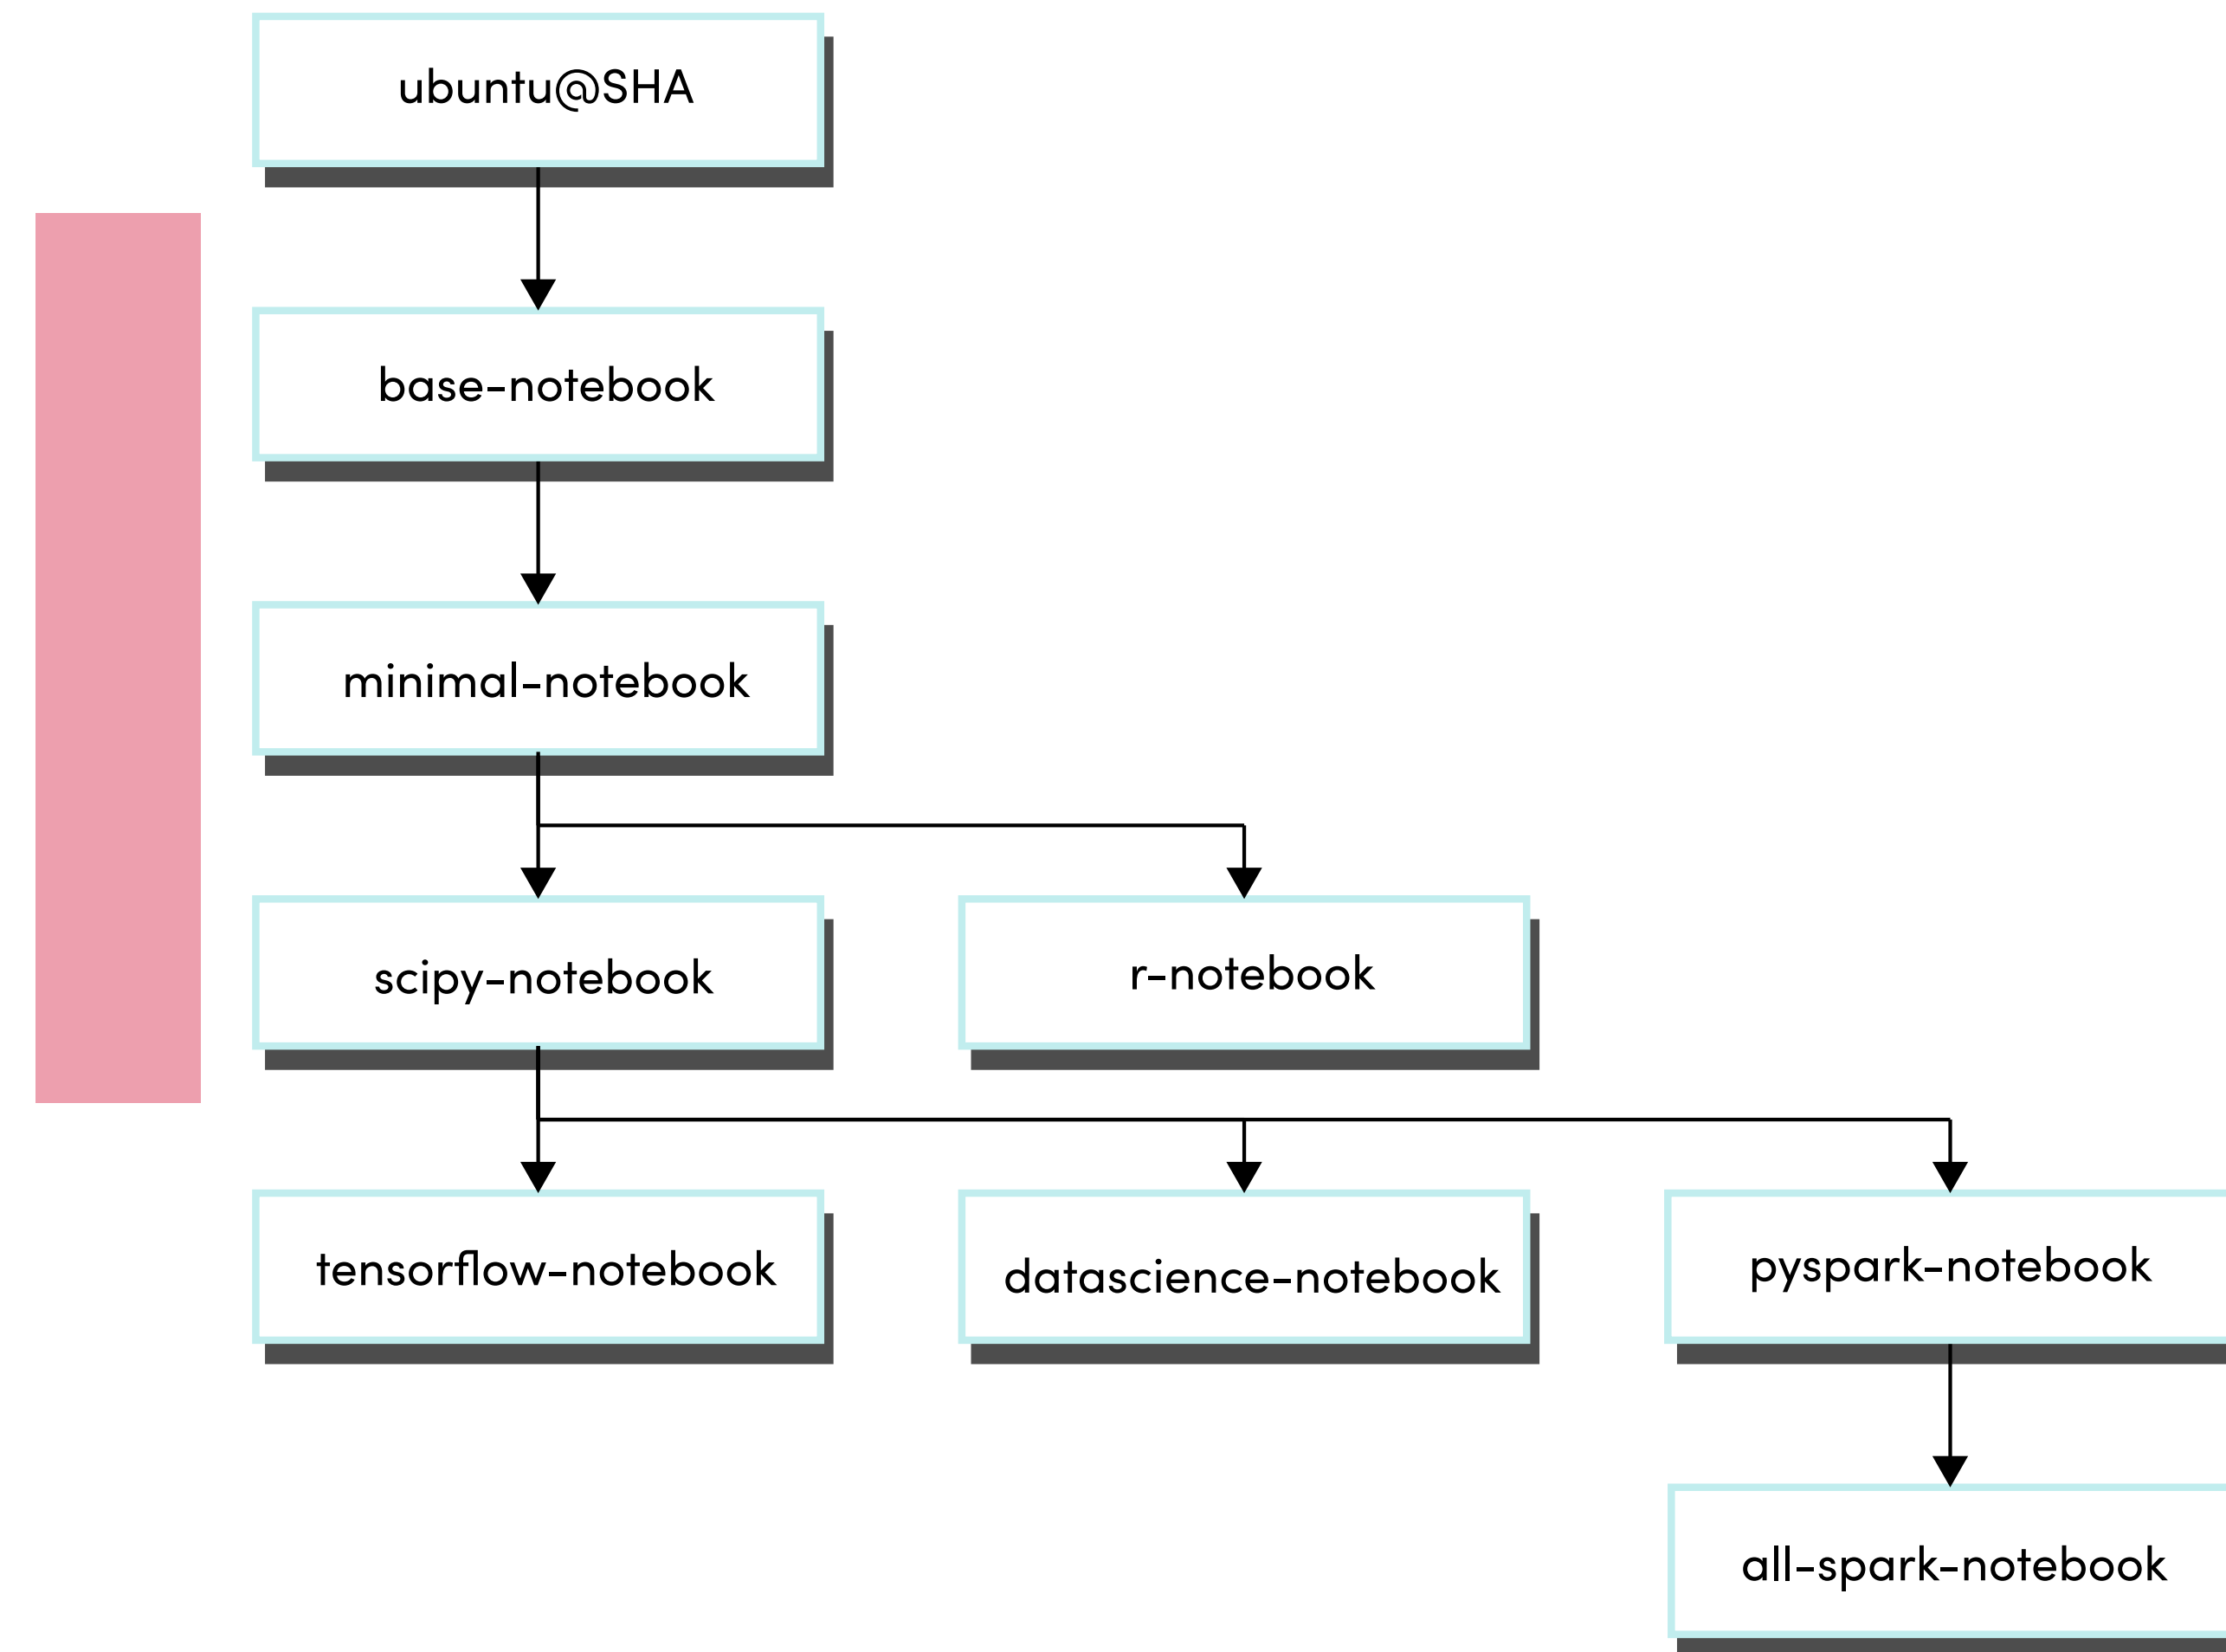 ubuntu@SHA
base-notebook
minimal-notebook
scipy-notebook
r-notebook
tensorflow-notebook
datascience-notebook
pyspark-notebook
all-spark-notebook